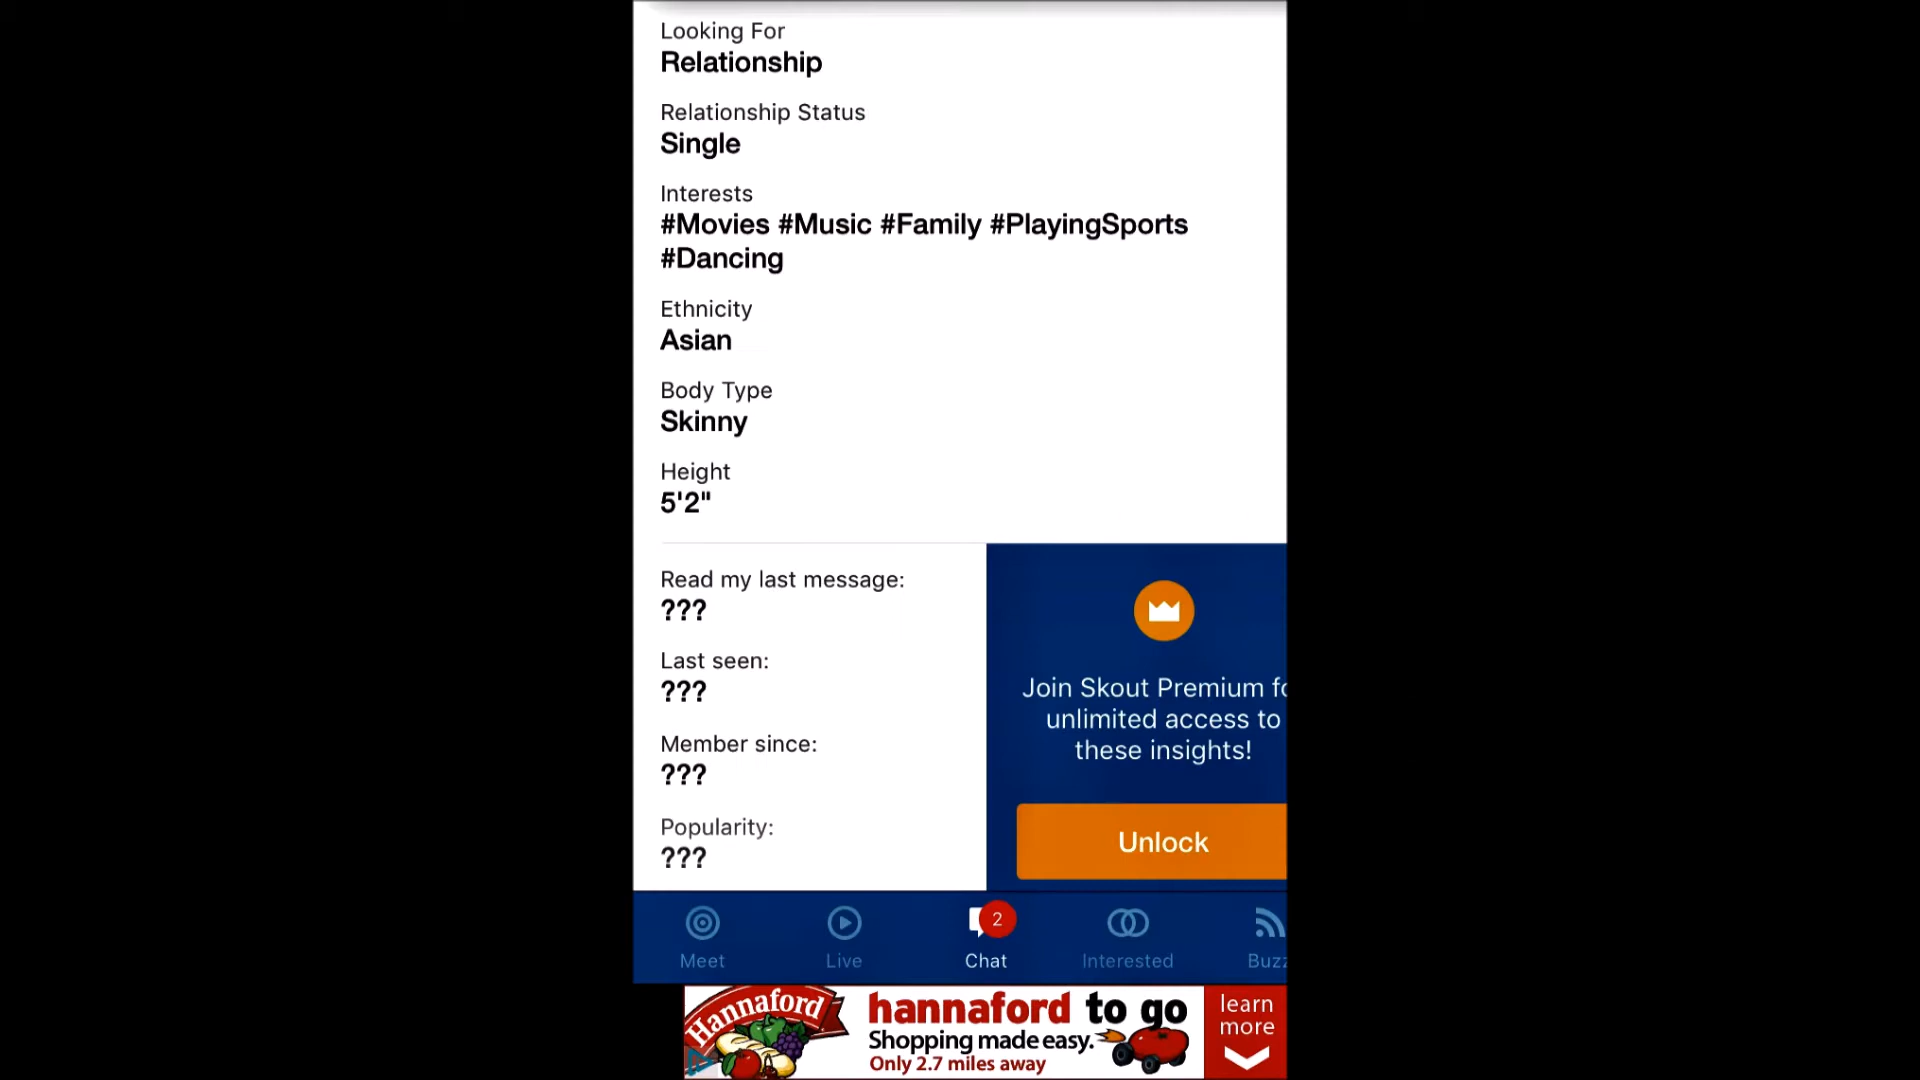 Looking For
Relationship
Relationship Status
Single
Interests
#Movies #Music #Family #PlayingSports
#Dancing
Ethnicity
Asian
Body Type
Skinny
Height
5'2"
Read my last message:
???
Last seen:
???
Member since:
???
Popularity:
???
Join Skout Premium fo
unlimited access to
these insights!
Unlock
2
Meet
Live
Chat
Interested
Buzz
Hannaford
hannaford to go
Shopping made easy.
Only 2.7 miles away
learn
more